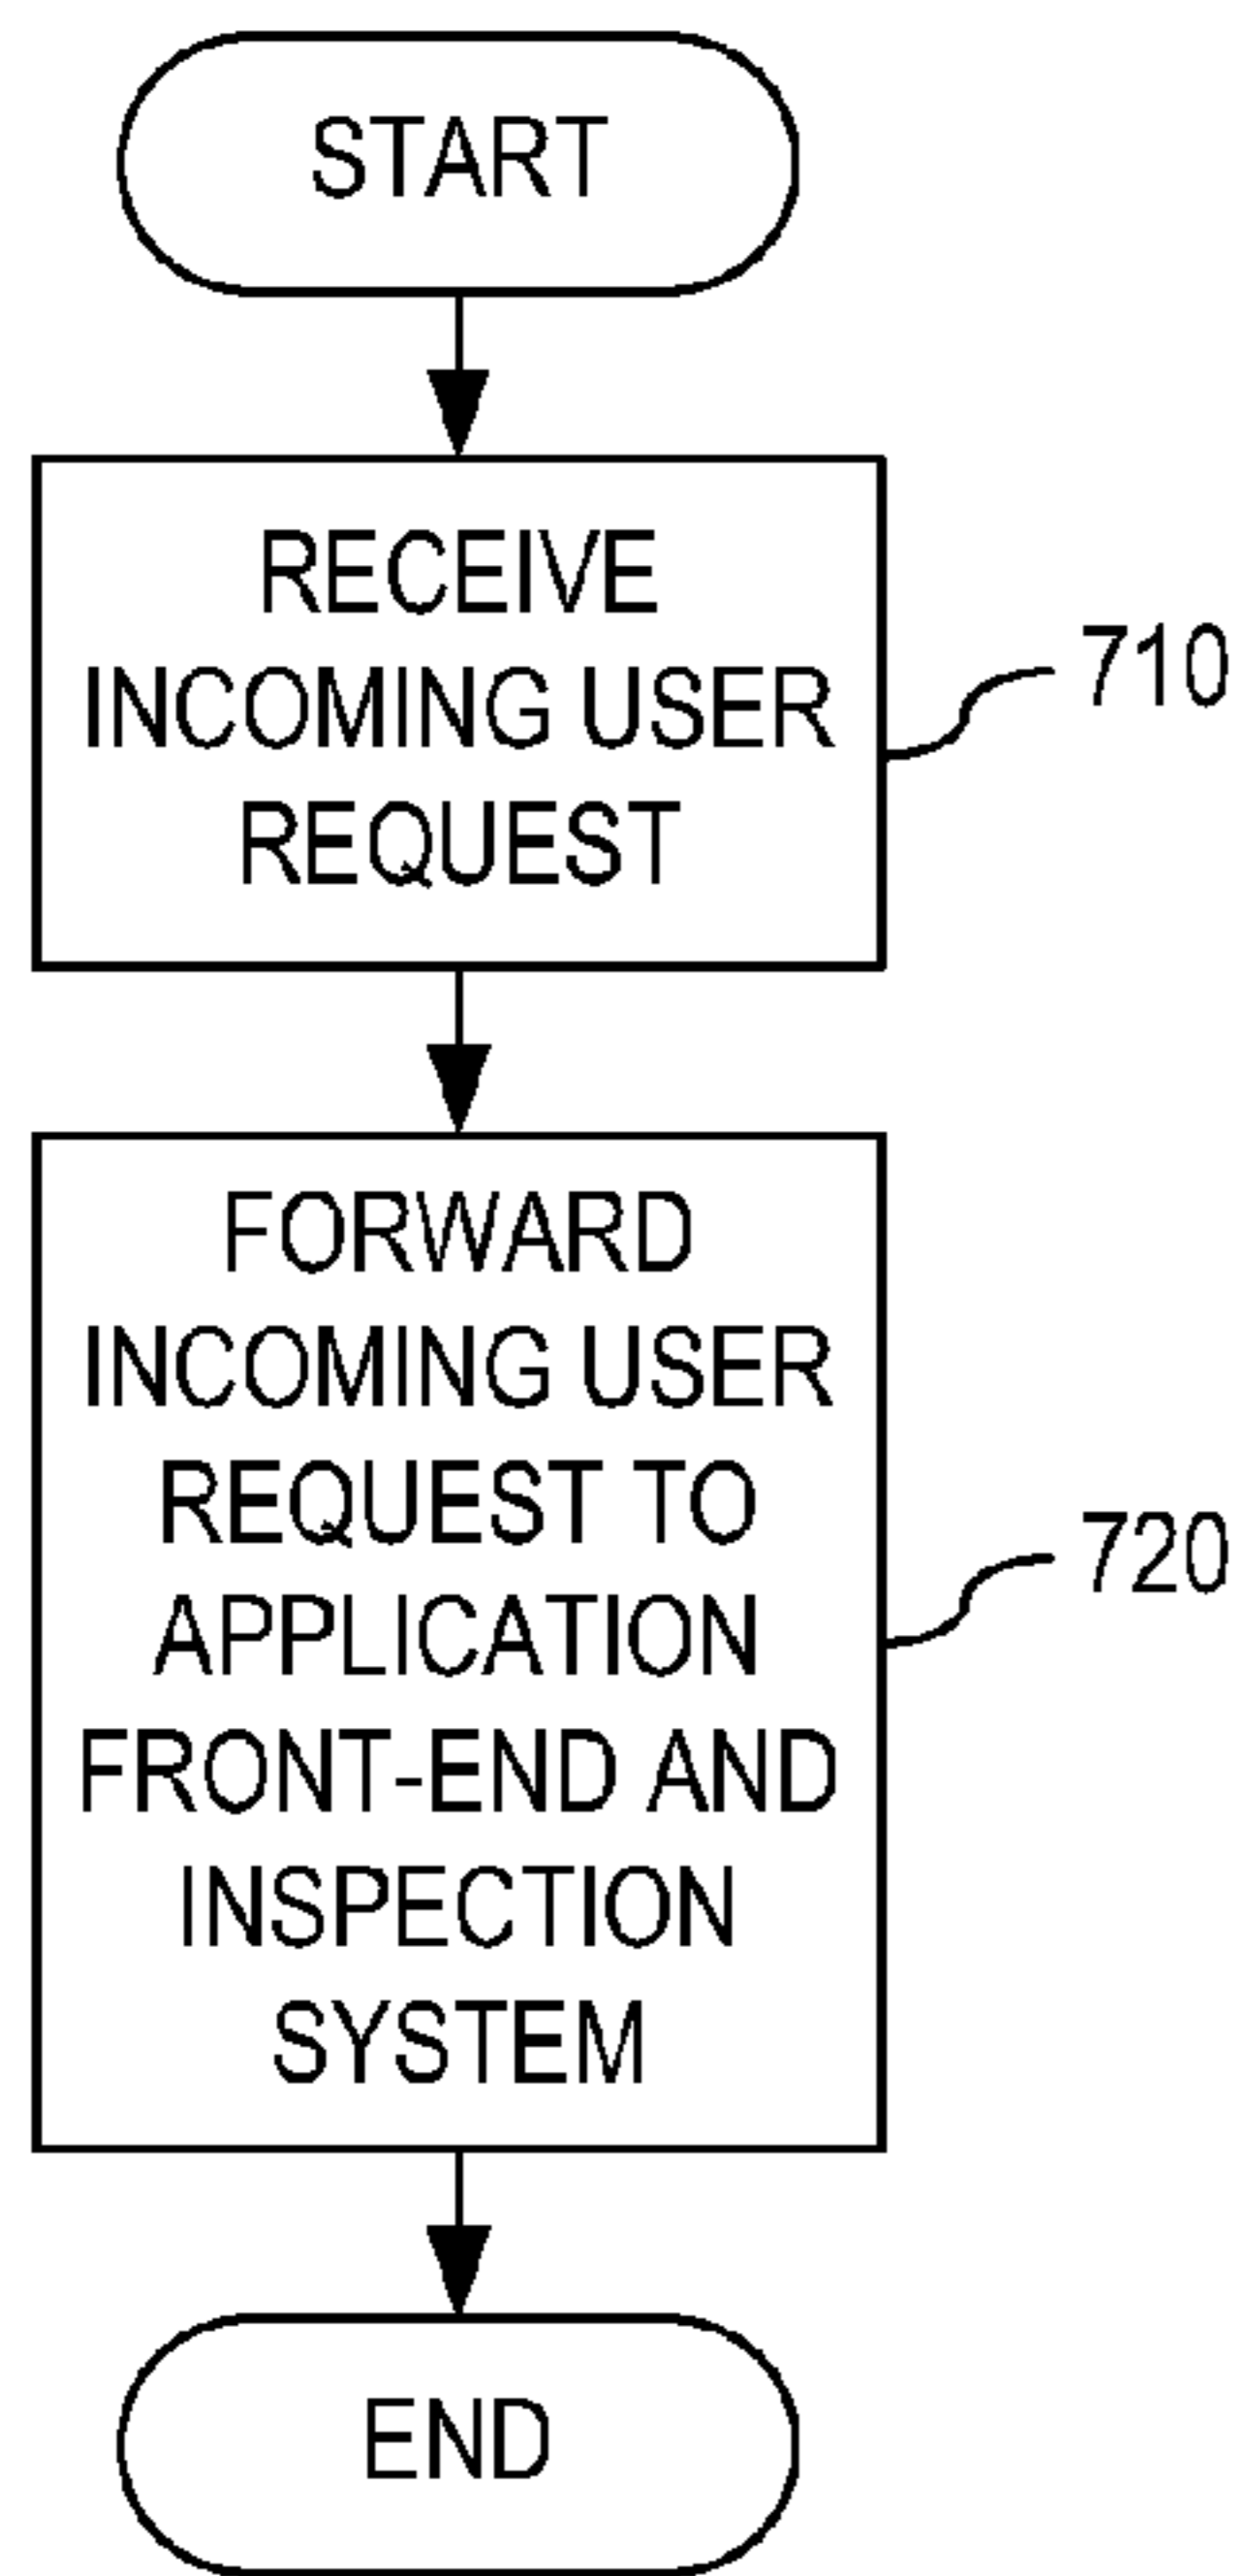 START
RECEIVE
INCOMING USER
REQUEST
710
FORWARD
INCOMING USER
REQUEST TO
APPLICATION
FRONT-END AND
INSPECTION
SYSTEM
720
END